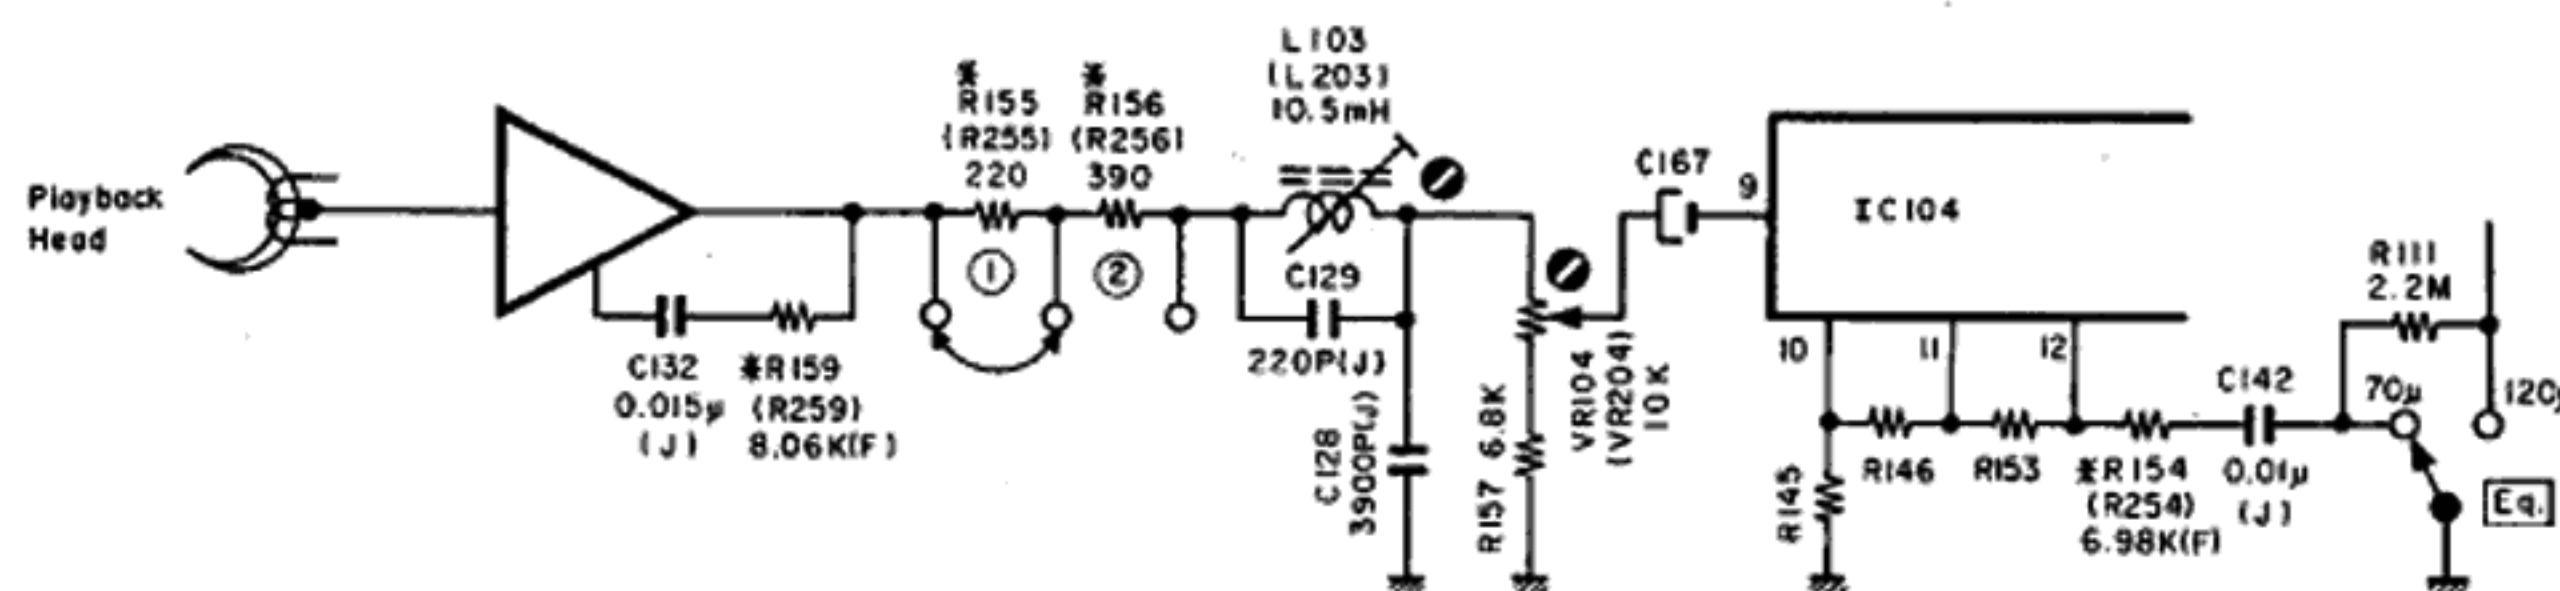 Playback
Head
C132
0.015μ
(J)
*R159
(R259)
8.06K(F)
*
R155
(R255)
220
①
*
R156
(R256)
390
②
L103
(L203)
10.5mH
C129
220P(J)
C128
3900P(J)
R157 6.8K
VR104
(VR204)
10K
C167
9
IC104
10
11
12
R145
R146
R153
*R154
(R254)
6.98K(F)
C142
0.01μ
(J)
R111
2.2M
70μ
120μ
Eq.